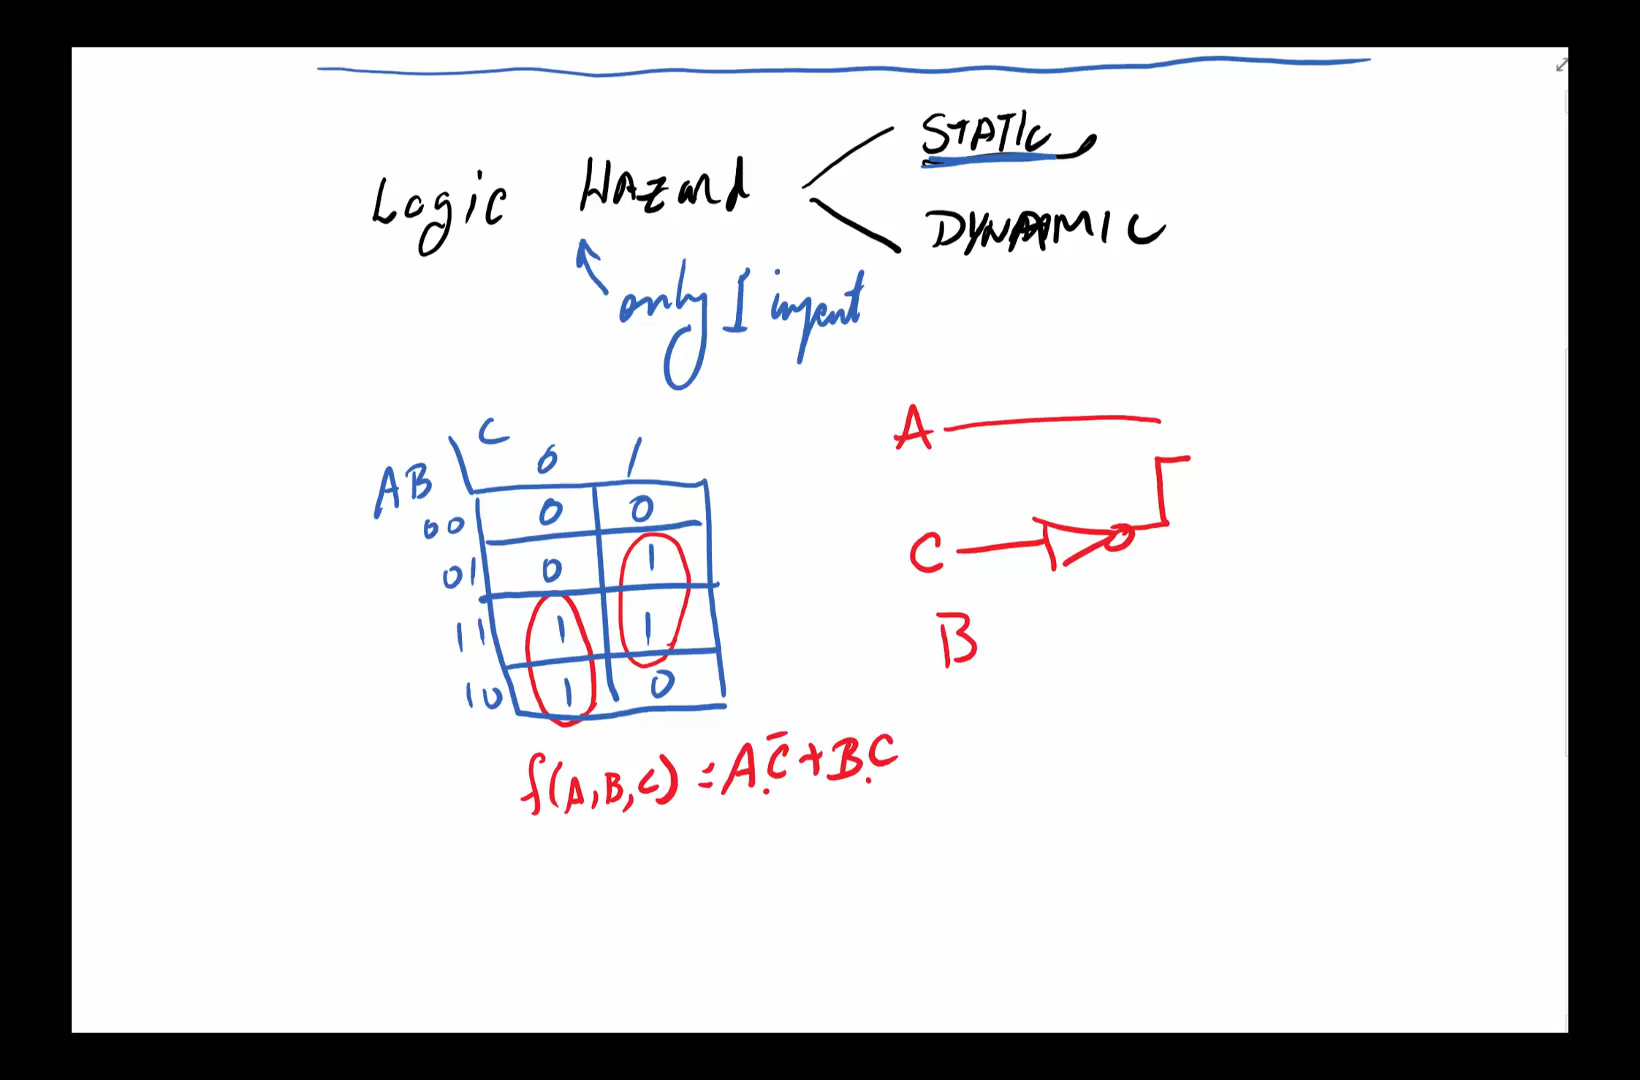 STATIC
Logic Hazard
DYNAMIC
only 1 input
C
AB 0 1
00 0 0
01 0 1
11 1 1
10 1 0
f(A,B,C) = A.C̅ + B.C
A
C
B